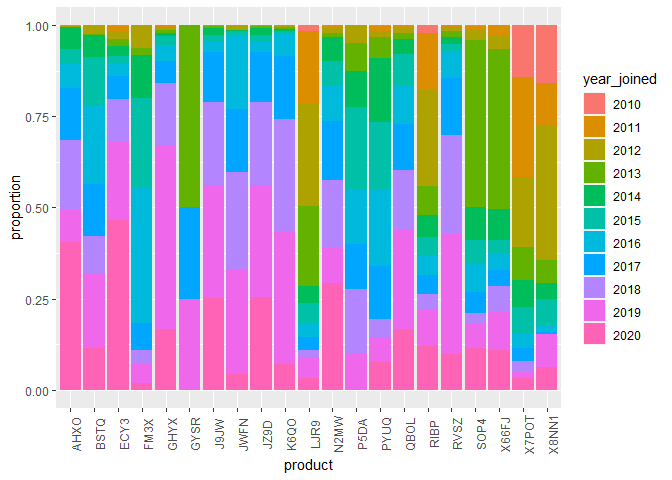 1.00
0.75
0.50
0.25
0.00
proportion
AHXO
BSTQ
ECY3
FM3X
GHYX
GYSR
J9JW
JWFN
JZ9D
K6QO
LJR9
N2MW
P5DA
PYUQ
QBOL
RIBP
RVSZ
SOP4
X66FJ
X7POT
X8NN1
product
year_joined
2010
2011
2012
2013
2014
2015
2016
2017
2018
2019
2020